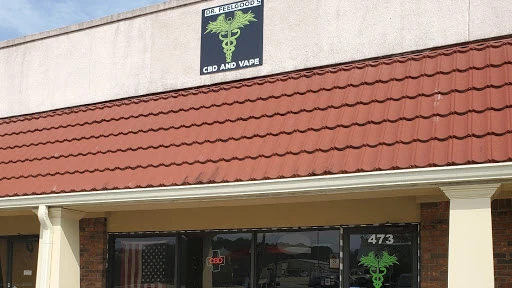 DR. FEELGOOD'S
CBD AND VAPE
CBD
473